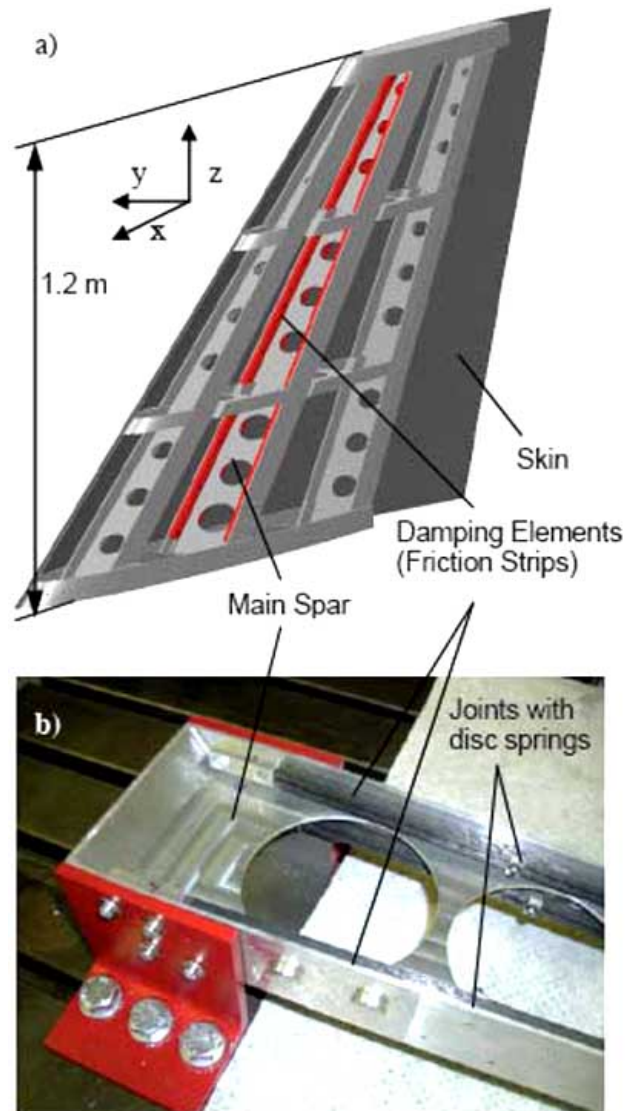 a)
y
z
x
1.2 m
Skin
Damping Elements
(Friction Strips)
Main Spar
b)
Joints with
disc springs